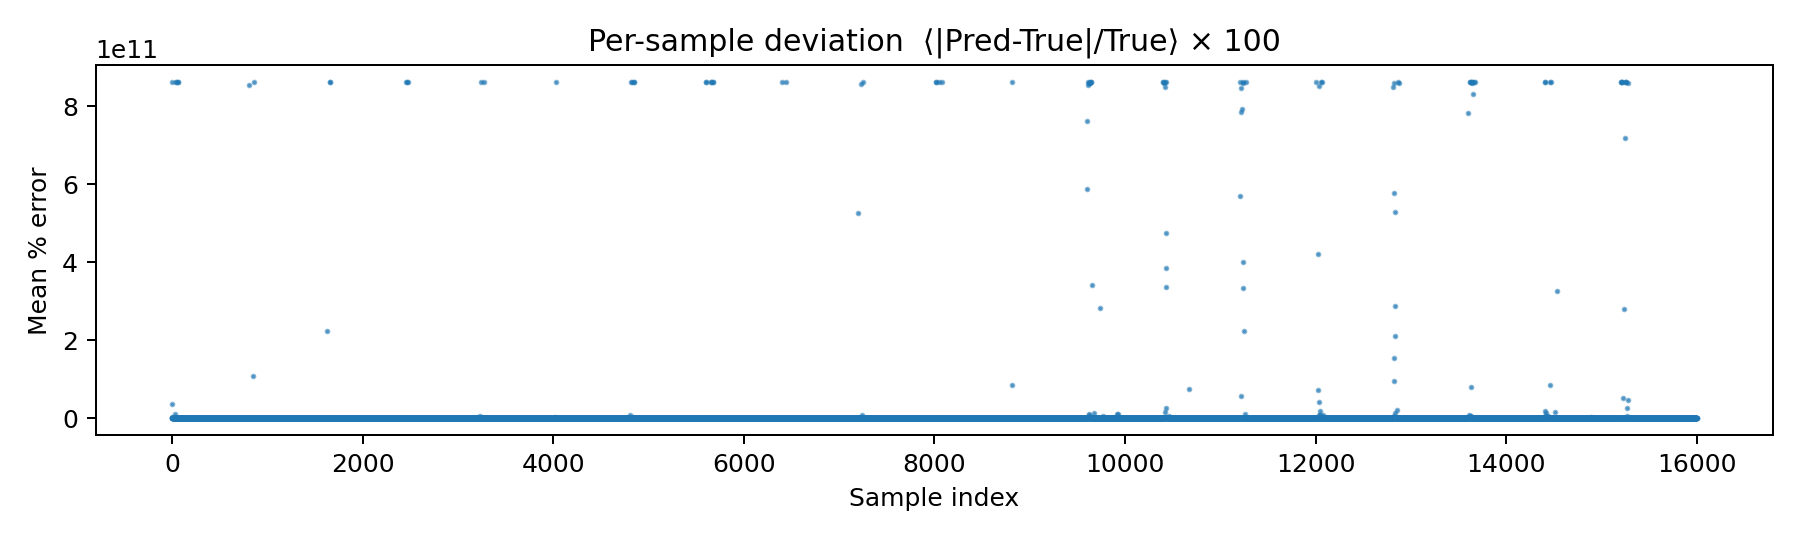 Per-sample deviation ⟨|Pred-True|/True⟩ × 100
1e11
8
6
4
2
0
Mean % error
0 2000 4000 6000 8000 10000 12000 14000 16000
Sample index